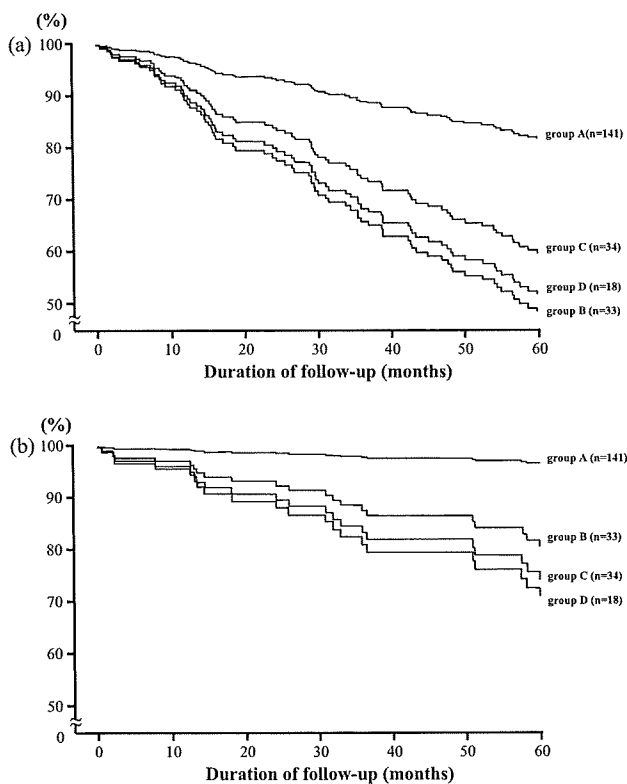 (%)
(a)
100
90
80
70
60
50
0
group A(n=141)
group C (n=34)
group D (n=18)
group B (n=33)
0 10 20 30 40 50 60
Duration of follow-up (months)
(%)
(b)
100
90
80
70
60
50
0
group A (n=141)
group B (n=33)
group C (n=34)
group D (n=18)
0 10 20 30 40 50 60
Duration of follow-up (months)